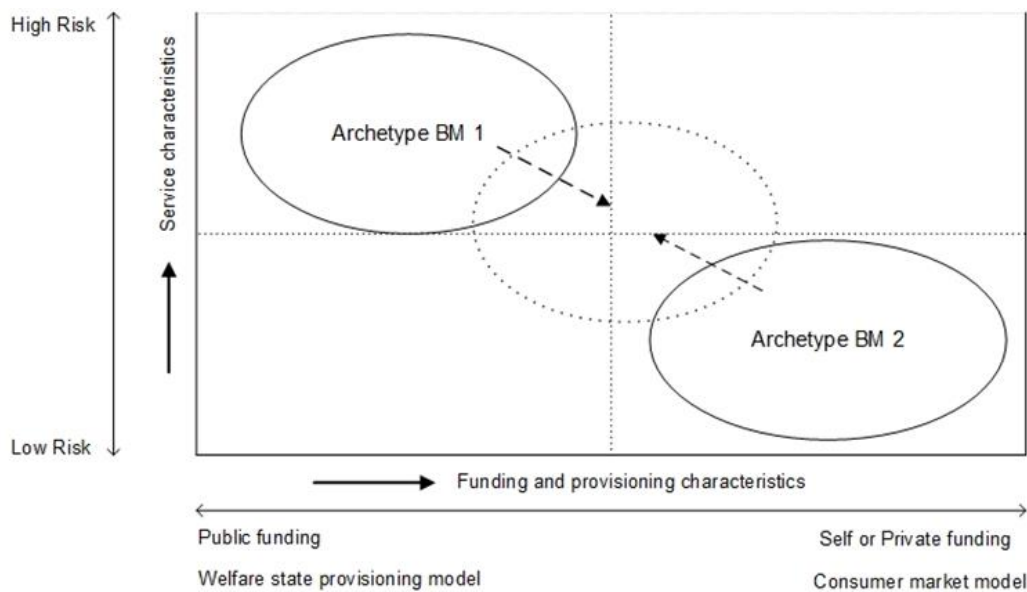 High Risk
Service characteristics
Archetype BM 1
Archetype BM 2
Low Risk
Funding and provisioning characteristics
Public funding
Self or Private funding
Welfare state provisioning model
Consumer market model